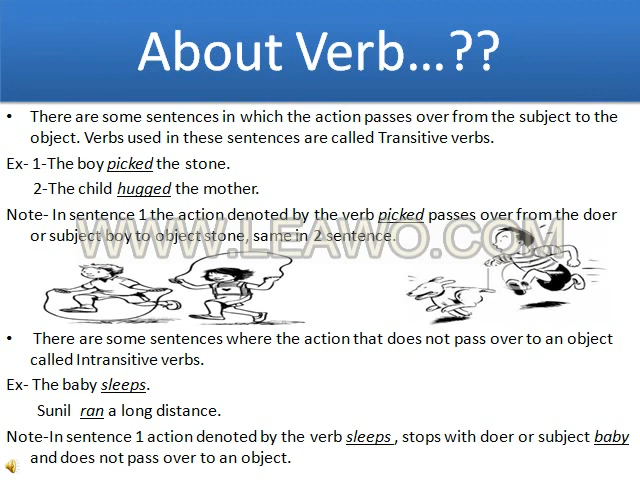 About Verb…??
• There are some sentences in which the action passes over from the subject to the
object. Verbs used in these sentences are called Transitive verbs.
Ex- 1-The boy picked the stone.
2-The child hugged the mother.
Note- In sentence 1 the action denoted by the verb picked passes over from the doer
or subject boy to object stone, same in 2 sentence.
WWW.LEAWO.COM
• There are some sentences where the action that does not pass over to an object
called Intransitive verbs.
Ex- The baby sleeps.
Sunil ran a long distance.
Note-In sentence 1 action denoted by the verb sleeps , stops with doer or subject baby
and does not pass over to an object.